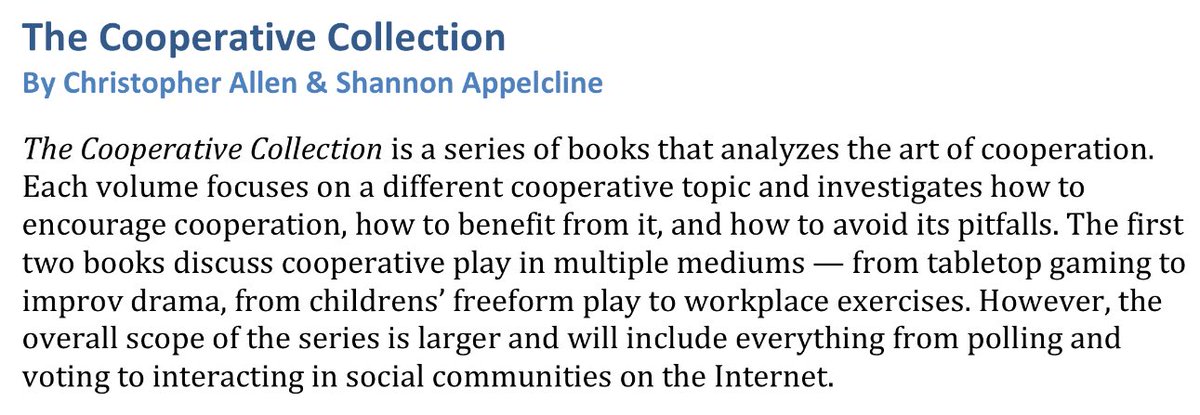 The Cooperative Collection
By Christopher Allen & Shannon Appelcline
The Cooperative Collection is a series of books that analyzes the art of cooperation.
Each volume focuses on a different cooperative topic and investigates how to
encourage cooperation, how to benefit from it, and how to avoid its pitfalls. The first
two books discuss cooperative play in multiple mediums — from tabletop gaming to
improv drama, from childrens’ freeform play to workplace exercises. However, the
overall scope of the series is larger and will include everything from polling and
voting to interacting in social communities on the Internet.